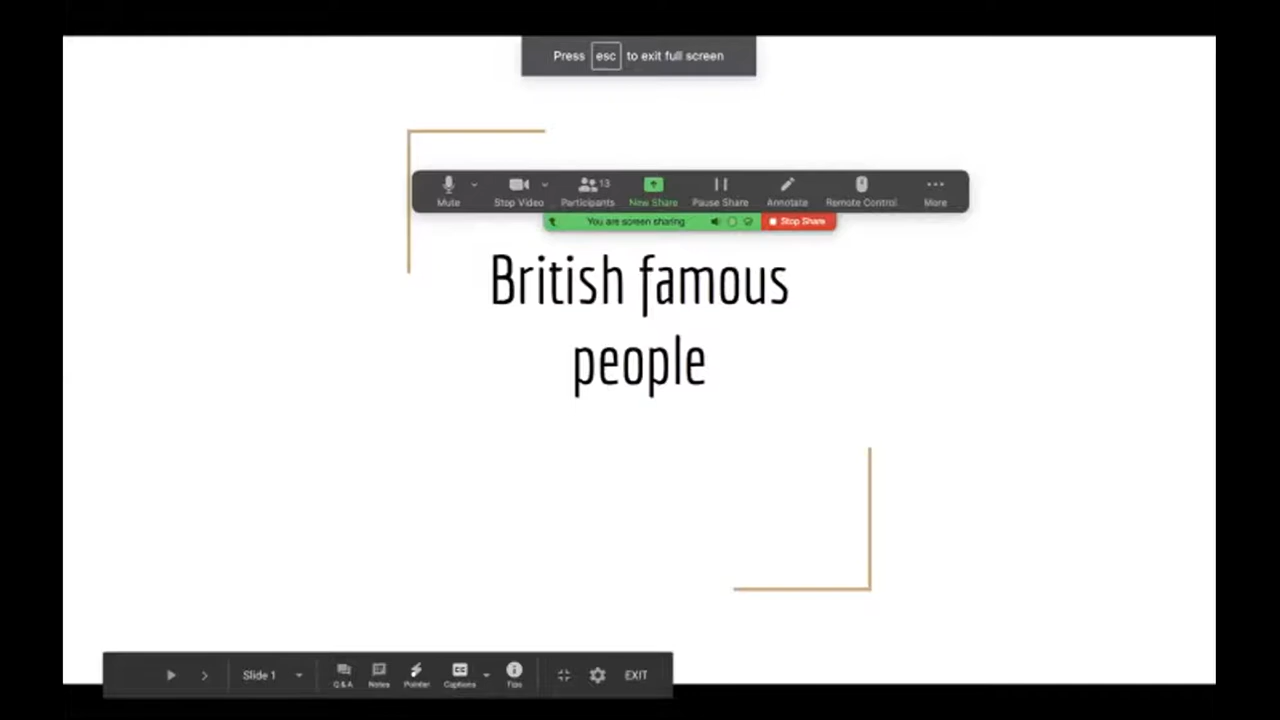 Press esc to exit full screen
Mute Stop Video Participants 13 New Share Pause Share Annotate Remote Control More
You are screen sharing Stop Share
British famous
people
Slide 1 Q&A Notes Pointer CC Captions Tips EXIT